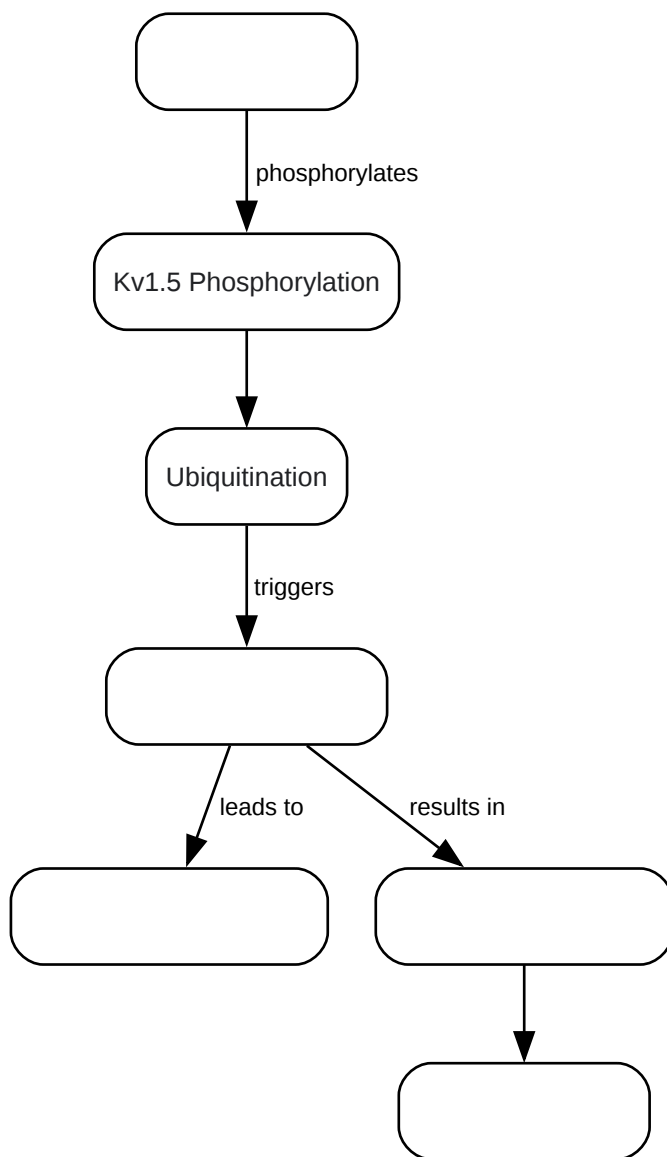 phosphorylates
Kv1.5 Phosphorylation
Ubiquitination
triggers
leads to
results in